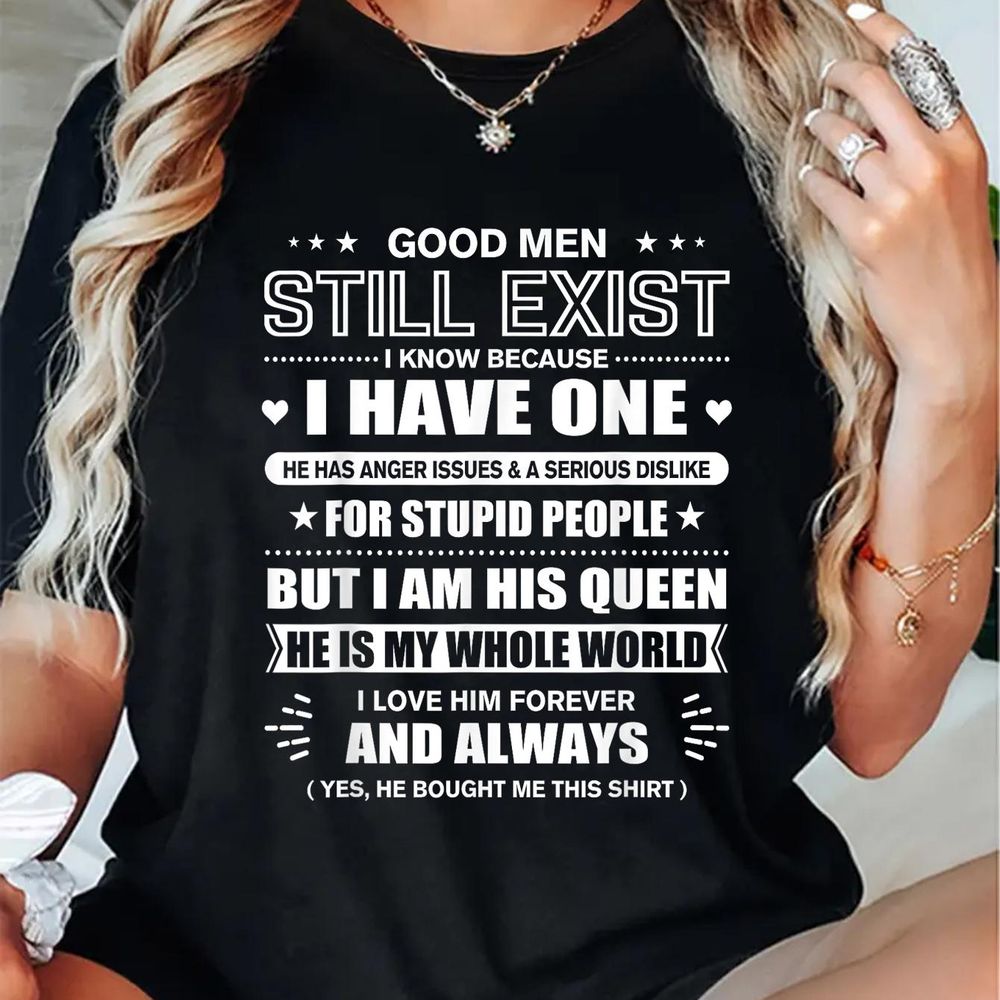 GOOD MEN
STILL EXIST
I KNOW BECAUSE
I HAVE ONE
HE HAS ANGER ISSUES & A SERIOUS DISLIKE
FOR STUPID PEOPLE
BUT I AM HIS QUEEN
HE IS MY WHOLE WORLD
I LOVE HIM FOREVER
AND ALWAYS
( YES, HE BOUGHT ME THIS SHIRT )